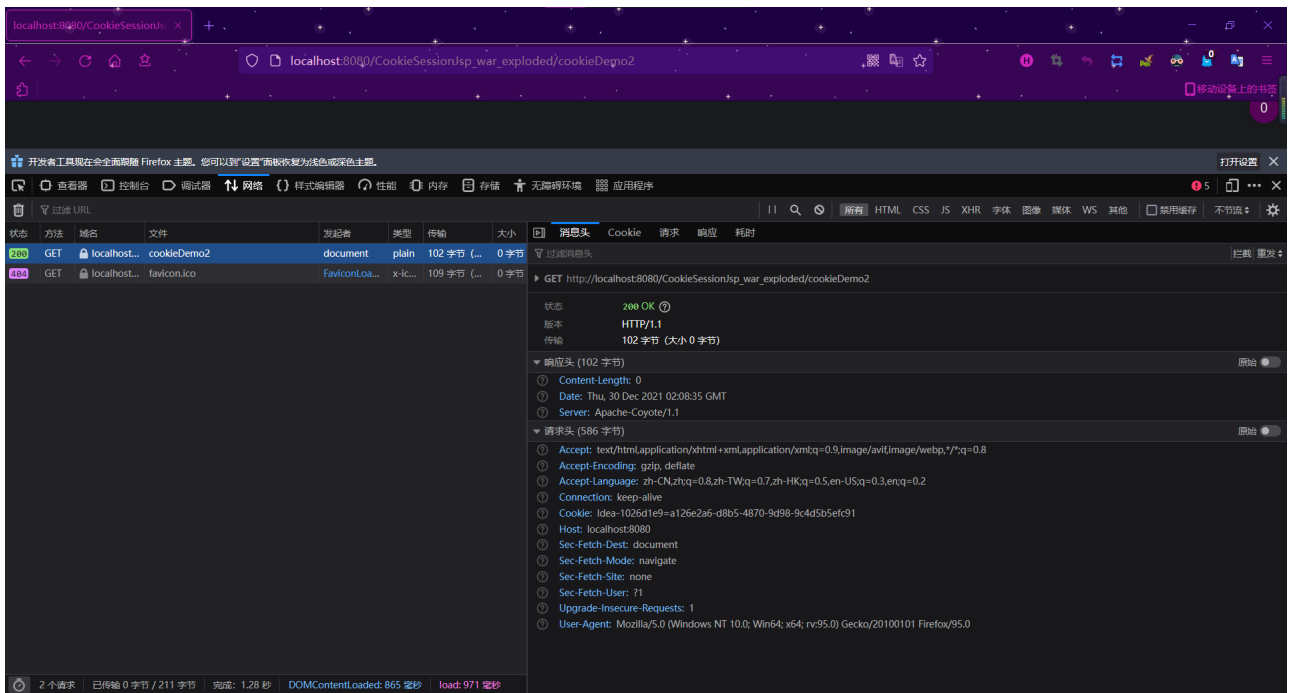 localhost:8080/CookieSessionJs
localhost:8080/CookieSessionJsp_war_exploded/cookieDemo2
移动设备上的书签
0
开发者工具现在会全面跟随 Firefox 主题。您可以到“设置”面板恢复为浅色或深色主题。 打开设置
查看器 控制台 调试器 网络 {} 样式编辑器 性能 内存 存储 无障碍环境 应用程序 5
过滤 URL 所有 HTML CSS JS XHR 字体 图像 媒体 WS 其他 禁用缓存 不节流
状态 方法 域名 文件 发起者 类型 传输 大小 消息头 Cookie 请求 响应 耗时
200 GET localhost... cookieDemo2 document plain 102 字节 (... 0 字节 过滤消息头 拦截 重发
404 GET localhost... favicon.ico FaviconLoa... x-ic... 109 字节 (... 0 字节
GET http://localhost:8080/CookieSessionJsp_war_exploded/cookieDemo2
状态 200 OK
版本 HTTP/1.1
传输 102 字节 (大小 0 字节)
响应头 (102 字节) 原始
Content-Length: 0
Date: Thu, 30 Dec 2021 02:08:35 GMT
Server: Apache-Coyote/1.1
请求头 (586 字节) 原始
Accept: text/html,application/xhtml+xml,application/xml;q=0.9,image/avif,image/webp,*/*;q=0.8
Accept-Encoding: gzip, deflate
Accept-Language: zh-CN,zh;q=0.8,zh-TW;q=0.7,zh-HK;q=0.5,en-US;q=0.3,en;q=0.2
Connection: keep-alive
Cookie: Idea-1026d1e9=a126e2a6-d8b5-4870-9d98-9c4d5b5efc91
Host: localhost:8080
Sec-Fetch-Dest: document
Sec-Fetch-Mode: navigate
Sec-Fetch-Site: none
Sec-Fetch-User: ?1
Upgrade-Insecure-Requests: 1
User-Agent: Mozilla/5.0 (Windows NT 10.0; Win64; x64; rv:95.0) Gecko/20100101 Firefox/95.0
2 个请求 已传输 0 字节 / 211 字节 完成: 1.28 秒 DOMContentLoaded: 865 毫秒 load: 971 毫秒